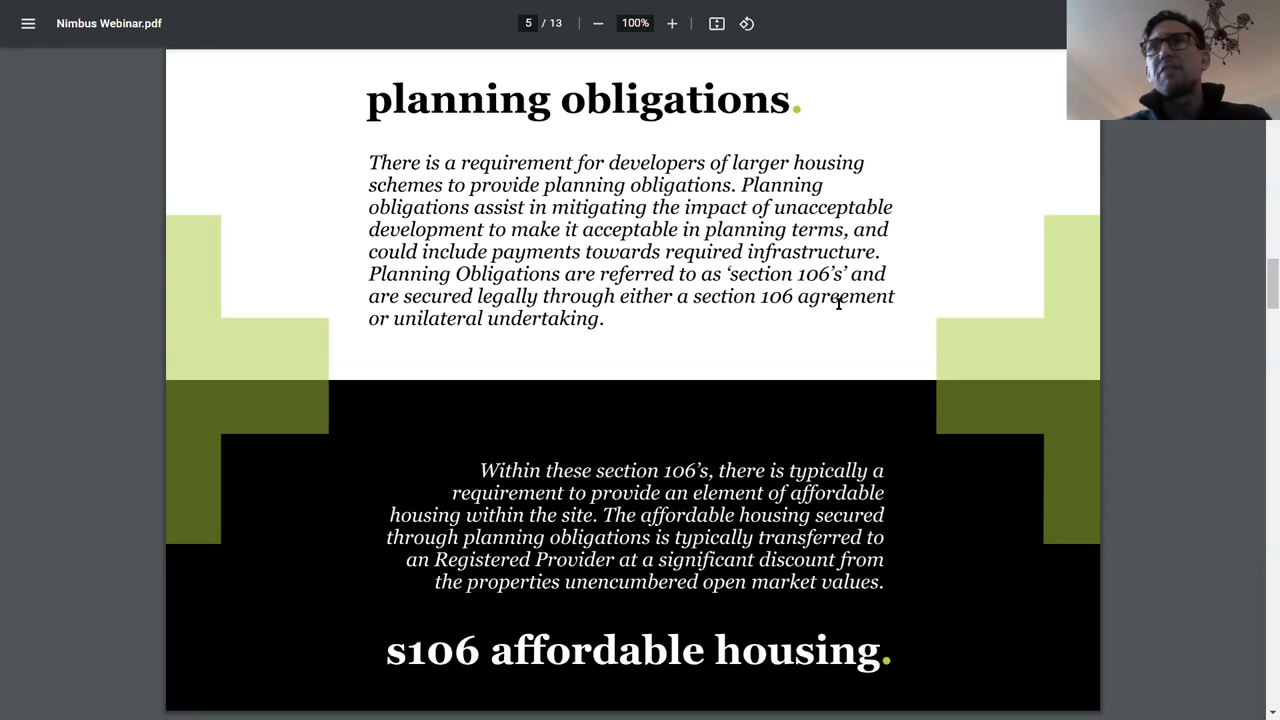 Nimbus Webinar.pdf
5 / 13
100%
planning obligations.
There is a requirement for developers of larger housing
schemes to provide planning obligations. Planning
obligations assist in mitigating the impact of unacceptable
development to make it acceptable in planning terms, and
could include payments towards required infrastructure.
Planning Obligations are referred to as ‘section 106’s’ and
are secured legally through either a section 106 agreement
or unilateral undertaking.
Within these section 106’s, there is typically a
requirement to provide an element of affordable
housing within the site. The affordable housing secured
through planning obligations is typically transferred to
an Registered Provider at a significant discount from
the properties unencumbered open market values.
s106 affordable housing.